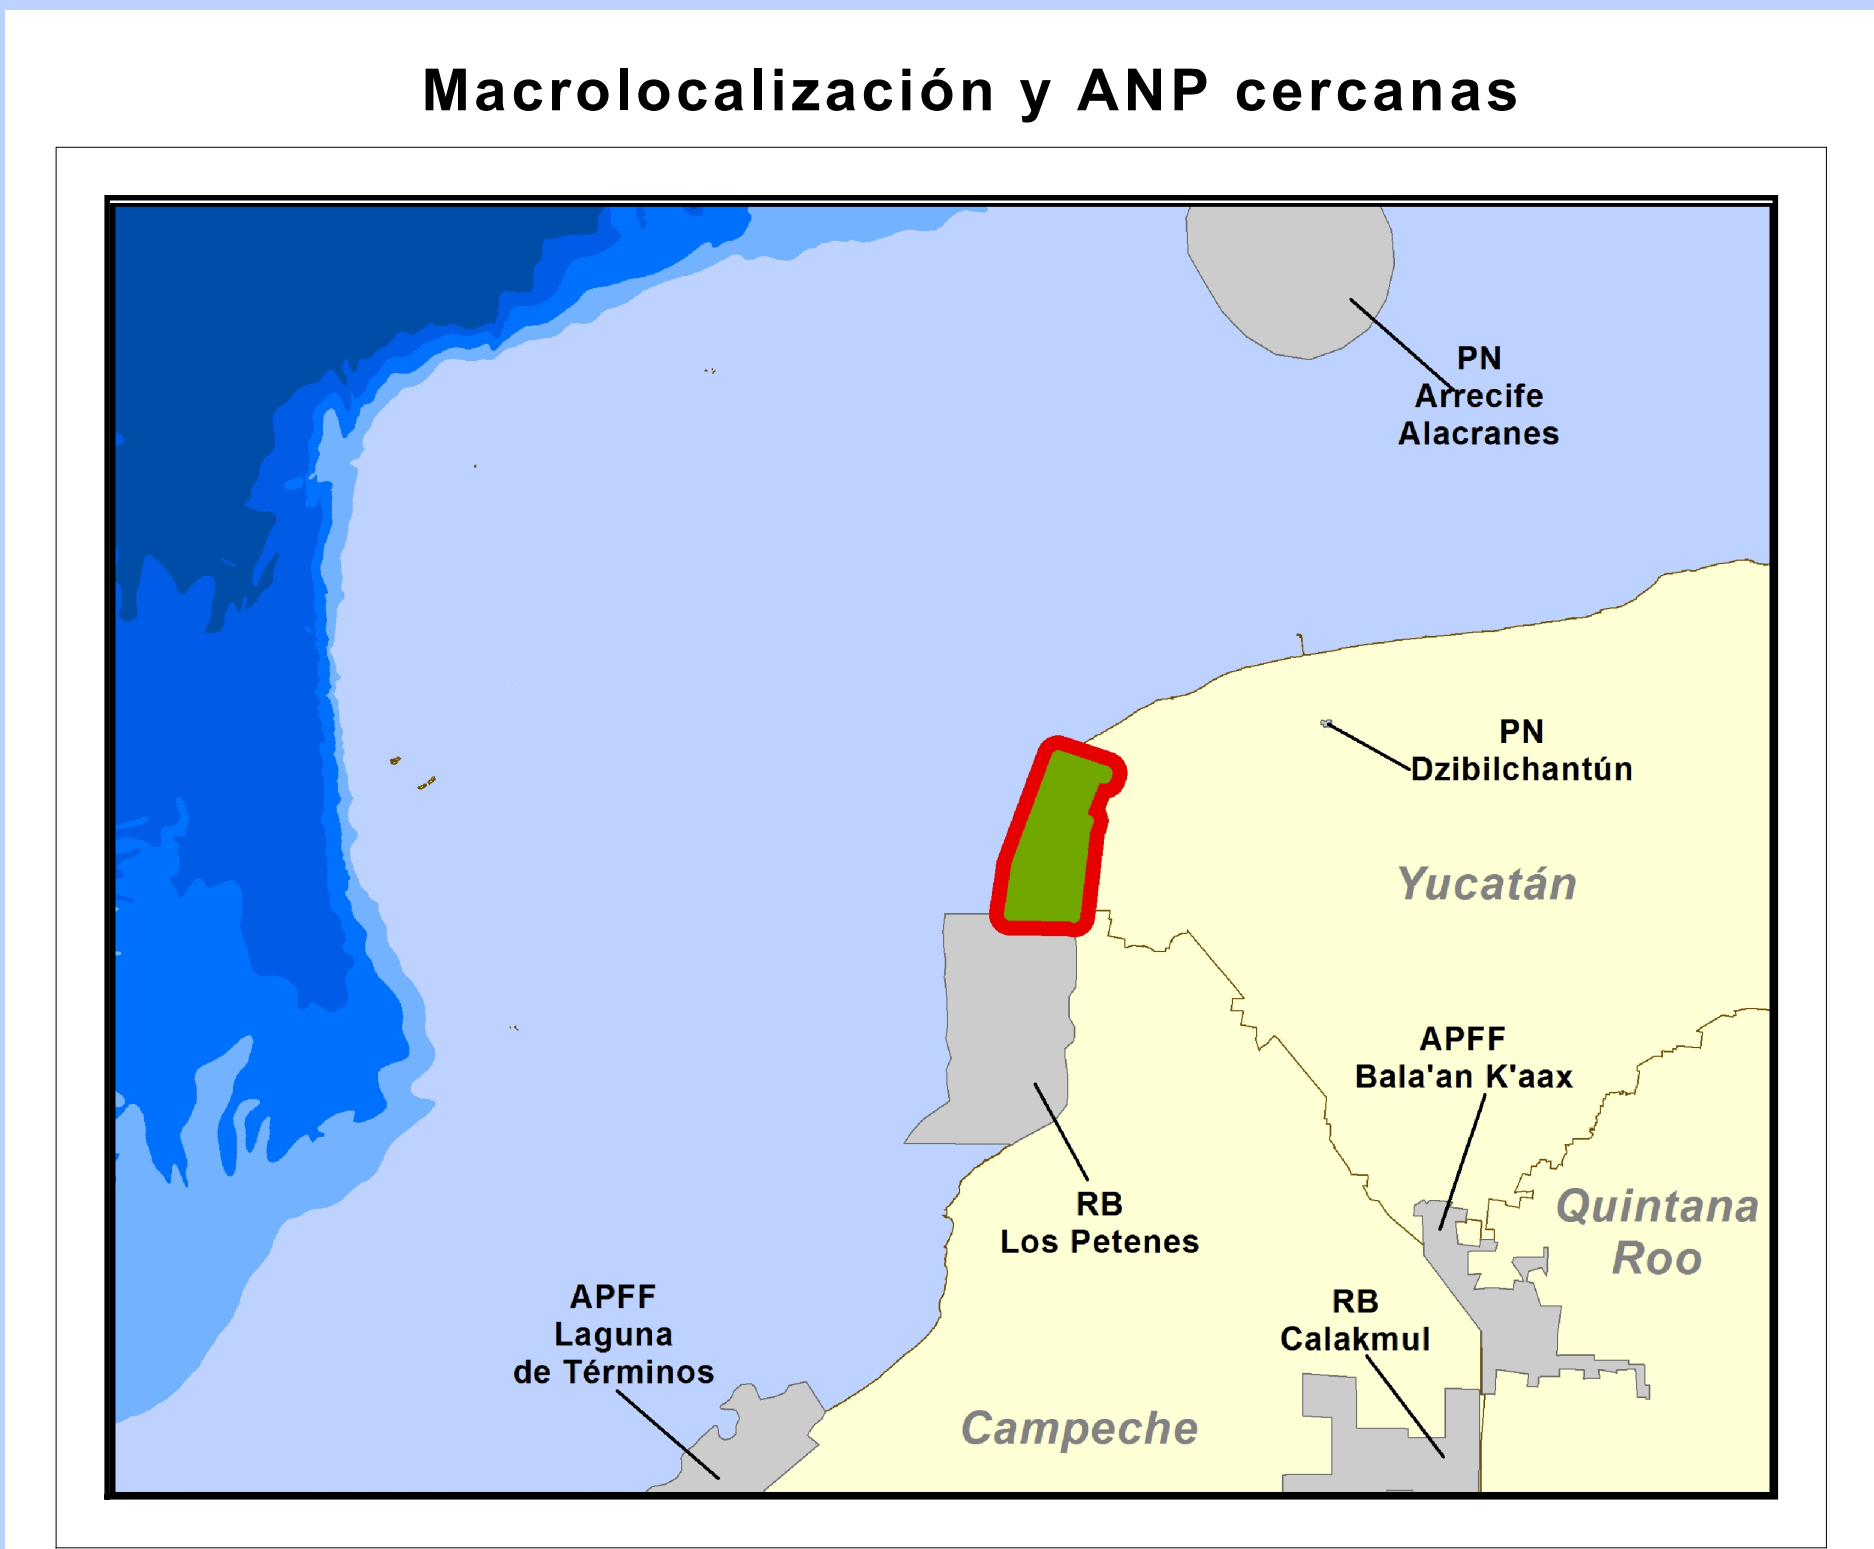 Macrolocalización y ANP cercanas
PN
Arrecife
Alacranes
PN
Dzibilchantún
Yucatán
APFF
Bala'an K'aax
RB
Los Petenes
Quintana
Roo
APFF
Laguna
de Términos
RB
Calakmul
Campeche